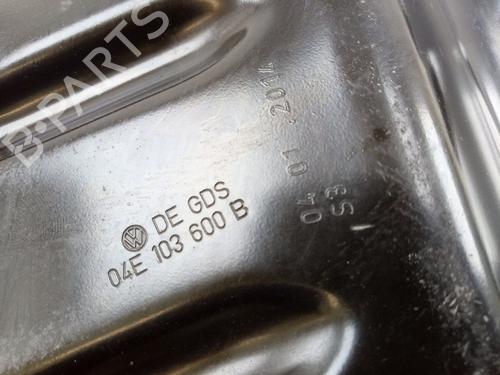 B-PARTS
DE GDS
04E 103 600 B
04 01 .2014
S3